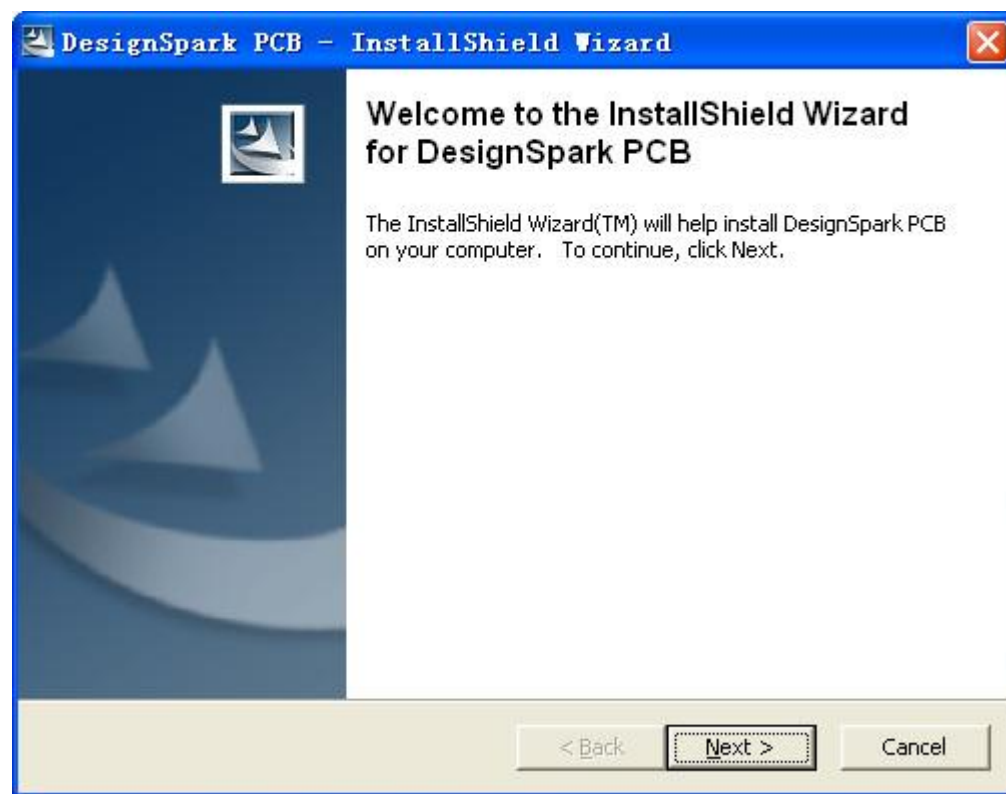 DesignSpark PCB - InstallShield Wizard
Welcome to the InstallShield Wizard
for DesignSpark PCB
The InstallShield Wizard(TM) will help install DesignSpark PCB
on your computer. To continue, click Next.
< Back Next > Cancel